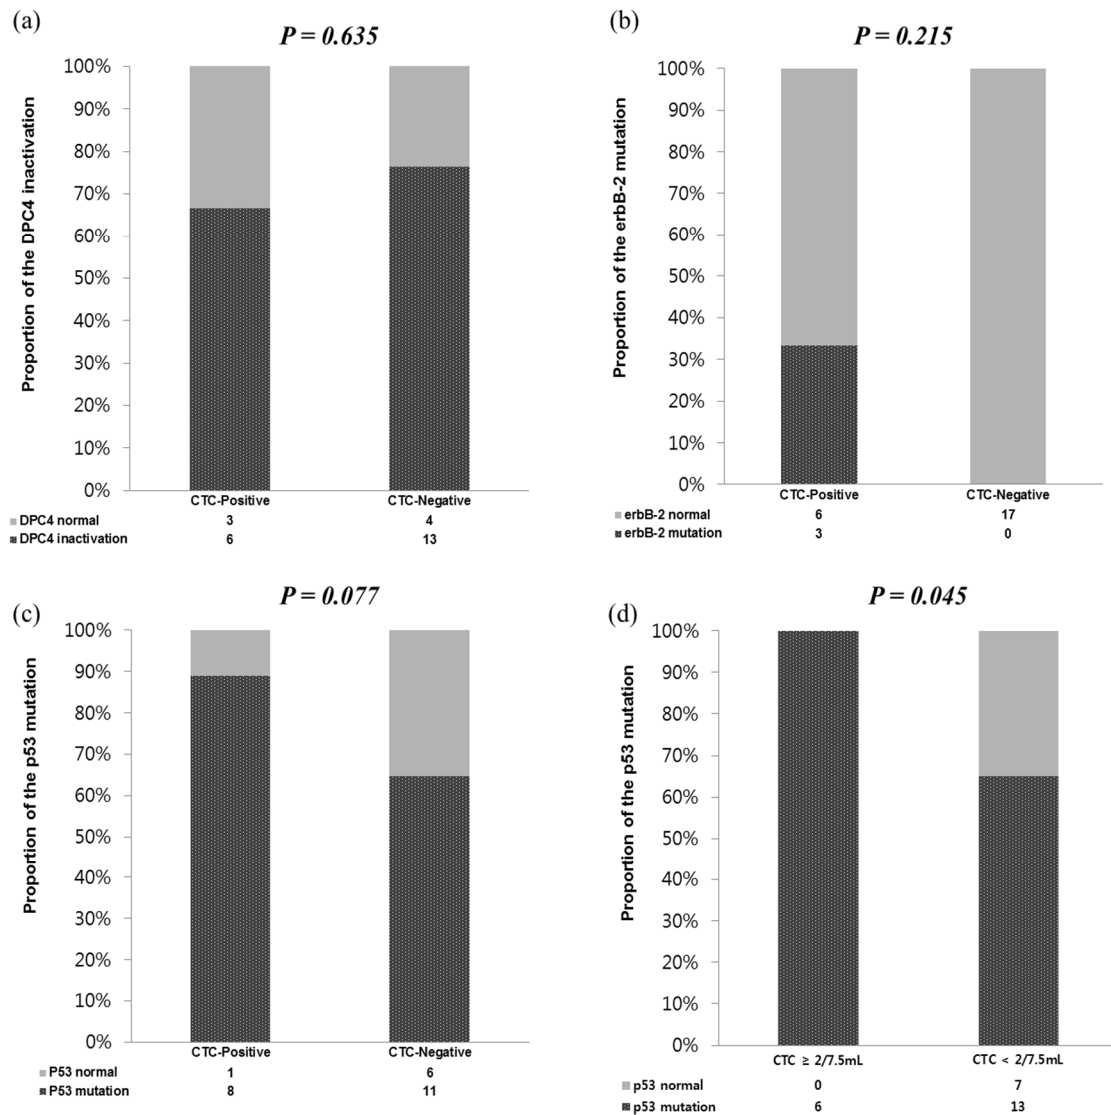 (a)
P = 0.635
Proportion of the DPC4 inactivation
100%
90%
80%
70%
60%
50%
40%
30%
20%
10%
0%
CTC-Positive CTC-Negative
DPC4 normal 3 4
DPC4 inactivation 6 13
(b)
P = 0.215
Proportion of the erbB-2 mutation
100%
90%
80%
70%
60%
50%
40%
30%
20%
10%
0%
CTC-Positive CTC-Negative
erbB-2 normal 6 17
erbB-2 mutation 3 0
(c)
P = 0.077
Proportion of the p53 mutation
100%
90%
80%
70%
60%
50%
40%
30%
20%
10%
0%
CTC-Positive CTC-Negative
P53 normal 1 6
P53 mutation 8 11
(d)
P = 0.045
Proportion of the p53 mutation
100%
90%
80%
70%
60%
50%
40%
30%
20%
10%
0%
CTC ≥ 2/7.5mL CTC < 2/7.5mL
p53 normal 0 7
p53 mutation 6 13